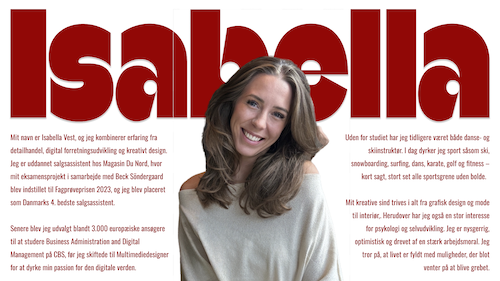 Isabella
Mit navn er Isabella Vest, og jeg kombinerer erfaring fra
detailhandel, digital forretningsudvikling og kreativt design.
Jeg er uddannet salgsassistent hos Magasin Du Nord, hvor
mit eksamensprojekt i samarbejde med Beck Söndergaard
blev indstillet til Fagprøveprisen 2023, og jeg blev placeret
som Danmarks 4. bedste salgsassistent.
Senere blev jeg udvalgt blandt 3.000 europæiske ansøgere
til at studere Business Administration and Digital
Management på CBS, før jeg skiftede til Multimediedesigner
for at dyrke min passion for den digitale verden.
Uden for studiet har jeg tidligere været både danse- og
skiinstruktør. I dag dyrker jeg sport såsom ski,
snowboarding, surfing, dans, karate, golf og fitness –
kort sagt, stort set alle sportsgrene uden bolde.
Mit kreative sind trives i alt fra grafisk design og mode
til interiør. Herudover har jeg også en stor interesse
for psykologi og selvudvikling. Jeg er nysgerrig,
optimistisk og drevet af en stærk arbejdsmoral. Jeg
tror på, at livet er fyldt med muligheder, der blot
venter på at blive grebet.